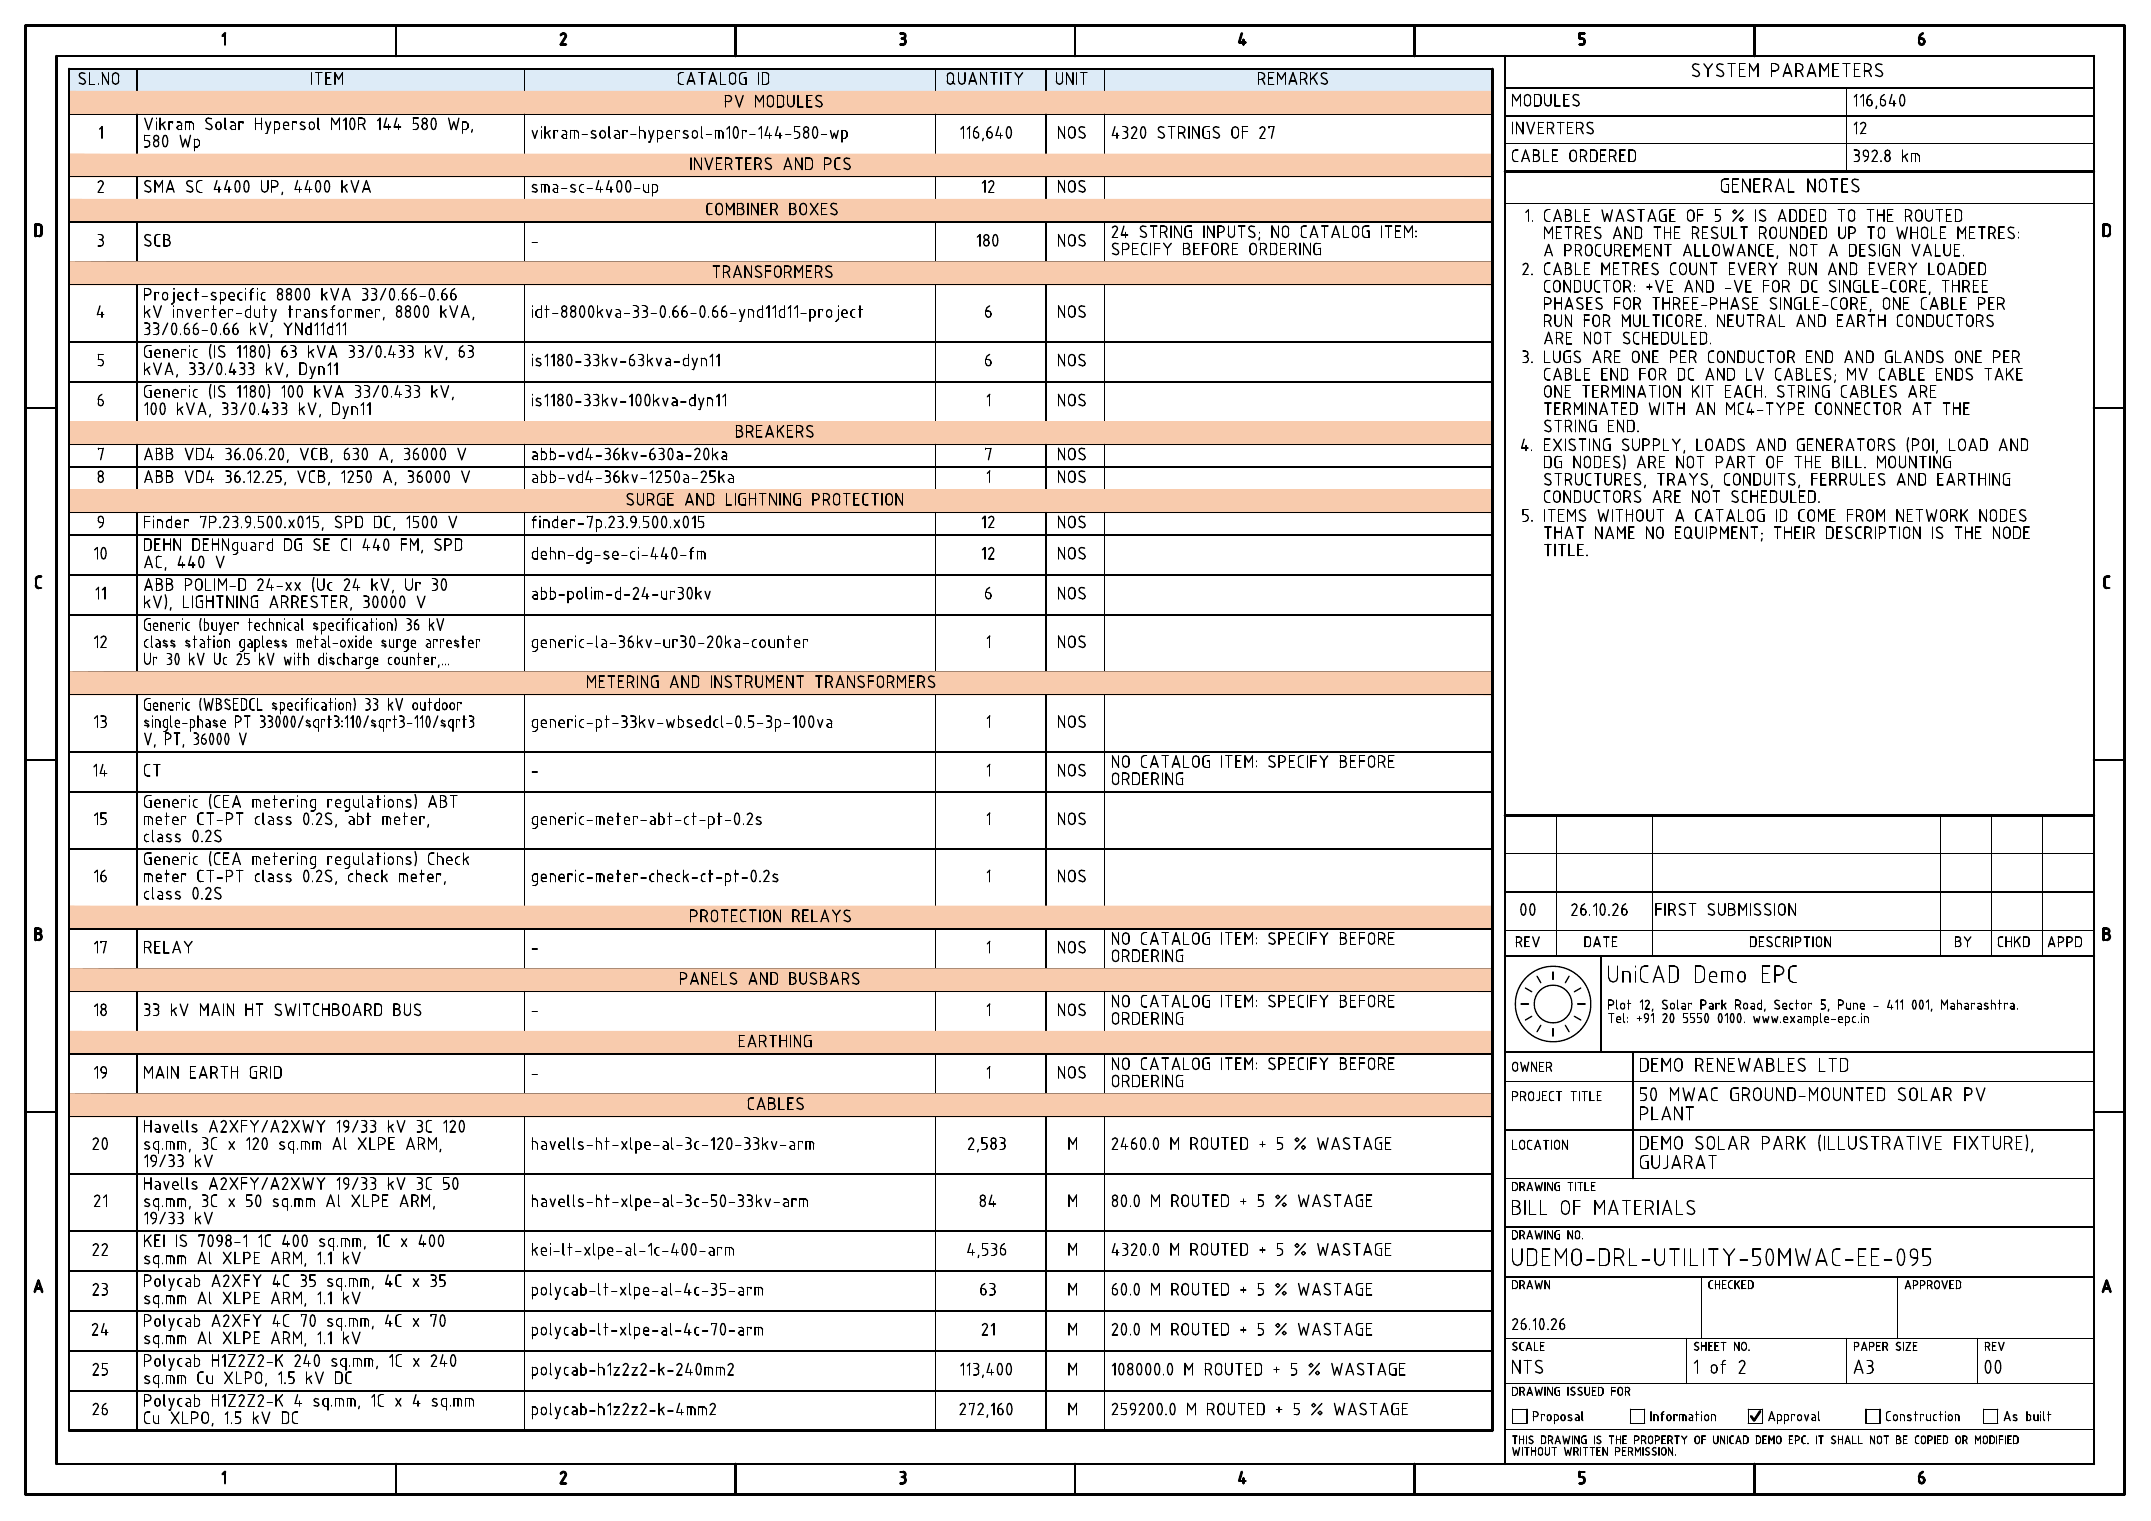 1 2 3 4 5 6
SL.NO ITEM CATALOG ID QUANTITY UNIT REMARKS
PV MODULES
1 Vikram Solar Hypersol M10R 144 580 Wp, 580 Wp vikram-solar-hypersol-m10r-144-580-wp 116,640 NOS 4320 STRINGS OF 27
INVERTERS AND PCS
2 SMA SC 4400 UP, 4400 kVA sma-sc-4400-up 12 NOS
COMBINER BOXES
3 SCB - 180 NOS 24 STRING INPUTS; NO CATALOG ITEM: SPECIFY BEFORE ORDERING
TRANSFORMERS
4 Project-specific 8800 kVA 33/0.66-0.66 kV inverter-duty transformer, 8800 kVA, 33/0.66-0.66 kV, YNd11d11 idt-8800kva-33-0.66-0.66-ynd11d11-project 6 NOS
5 Generic (IS 1180) 63 kVA 33/0.433 kV, 63 kVA, 33/0.433 kV, Dyn11 is1180-33kv-63kva-dyn11 6 NOS
6 Generic (IS 1180) 100 kVA 33/0.433 kV, 100 kVA, 33/0.433 kV, Dyn11 is1180-33kv-100kva-dyn11 1 NOS
BREAKERS
7 ABB VD4 36.06.20, VCB, 630 A, 36000 V abb-vd4-36kv-630a-20ka 7 NOS
8 ABB VD4 36.12.25, VCB, 1250 A, 36000 V abb-vd4-36kv-1250a-25ka 1 NOS
SURGE AND LIGHTNING PROTECTION
9 Finder 7P.23.9.500.x015, SPD DC, 1500 V finder-7p.23.9.500.x015 12 NOS
10 DEHN DEHNguard DG SE CI 440 FM, SPD AC, 440 V dehn-dg-se-ci-440-fm 12 NOS
11 ABB POLIM-D 24-xx (Uc 24 kV, Ur 30 kV), LIGHTNING ARRESTER, 30000 V abb-polim-d-24-ur30kv 6 NOS
12 Generic (buyer technical specification) 36 kV class station gapless metal-oxide surge arrester Ur 30 kV Uc 25 kV with discharge counter,... generic-la-36kv-ur30-20ka-counter 1 NOS
METERING AND INSTRUMENT TRANSFORMERS
13 Generic (WBSEDCL specification) 33 kV outdoor single-phase PT 33000/sqrt3:110/sqrt3-110/sqrt3 V, PT, 36000 V generic-pt-33kv-wbsedcl-0.5-3p-100va 1 NOS
14 CT - 1 NOS NO CATALOG ITEM: SPECIFY BEFORE ORDERING
15 Generic (CEA metering regulations) ABT meter CT-PT class 0.2S, abt meter, class 0.2S generic-meter-abt-ct-pt-0.2s 1 NOS
16 Generic (CEA metering regulations) Check meter CT-PT class 0.2S, check meter, class 0.2S generic-meter-check-ct-pt-0.2s 1 NOS
PROTECTION RELAYS
17 RELAY - 1 NOS NO CATALOG ITEM: SPECIFY BEFORE ORDERING
PANELS AND BUSBARS
18 33 kV MAIN HT SWITCHBOARD BUS - 1 NOS NO CATALOG ITEM: SPECIFY BEFORE ORDERING
EARTHING
19 MAIN EARTH GRID - 1 NOS NO CATALOG ITEM: SPECIFY BEFORE ORDERING
CABLES
20 Havells A2XFY/A2XWY 19/33 kV 3C 120 sq.mm, 3C x 120 sq.mm Al XLPE ARM, 19/33 kV havells-ht-xlpe-al-3c-120-33kv-arm 2,583 M 2460.0 M ROUTED + 5 % WASTAGE
21 Havells A2XFY/A2XWY 19/33 kV 3C 50 sq.mm, 3C x 50 sq.mm Al XLPE ARM, 19/33 kV havells-ht-xlpe-al-3c-50-33kv-arm 84 M 80.0 M ROUTED + 5 % WASTAGE
22 KEI IS 7098-1 1C 400 sq.mm, 1C x 400 sq.mm Al XLPE ARM, 1.1 kV kei-lt-xlpe-al-1c-400-arm 4,536 M 4320.0 M ROUTED + 5 % WASTAGE
23 Polycab A2XFY 4C 35 sq.mm, 4C x 35 sq.mm Al XLPE ARM, 1.1 kV polycab-lt-xlpe-al-4c-35-arm 63 M 60.0 M ROUTED + 5 % WASTAGE
24 Polycab A2XFY 4C 70 sq.mm, 4C x 70 sq.mm Al XLPE ARM, 1.1 kV polycab-lt-xlpe-al-4c-70-arm 21 M 20.0 M ROUTED + 5 % WASTAGE
25 Polycab H1Z2Z2-K 240 sq.mm, 1C x 240 sq.mm Cu XLPO, 1.5 kV DC polycab-h1z2z2-k-240mm2 113,400 M 108000.0 M ROUTED + 5 % WASTAGE
26 Polycab H1Z2Z2-K 4 sq.mm, 1C x 4 sq.mm Cu XLPO, 1.5 kV DC polycab-h1z2z2-k-4mm2 272,160 M 259200.0 M ROUTED + 5 % WASTAGE
SYSTEM PARAMETERS
MODULES 116,640
INVERTERS 12
CABLE ORDERED 392.8 km
GENERAL NOTES
1. CABLE WASTAGE OF 5 % IS ADDED TO THE ROUTED
METRES AND THE RESULT ROUNDED UP TO WHOLE METRES:
A PROCUREMENT ALLOWANCE, NOT A DESIGN VALUE.
2. CABLE METRES COUNT EVERY RUN AND EVERY LOADED
CONDUCTOR: +VE AND -VE FOR DC SINGLE-CORE, THREE
PHASES FOR THREE-PHASE SINGLE-CORE, ONE CABLE PER
RUN FOR MULTICORE. NEUTRAL AND EARTH CONDUCTORS
ARE NOT SCHEDULED.
3. LUGS ARE ONE PER CONDUCTOR END AND GLANDS ONE PER
CABLE END FOR DC AND LV CABLES; MV CABLE ENDS TAKE
ONE TERMINATION KIT EACH. STRING CABLES ARE
TERMINATED WITH AN MC4-TYPE CONNECTOR AT THE
STRING END.
4. EXISTING SUPPLY, LOADS AND GENERATORS (POI, LOAD AND
DG NODES) ARE NOT PART OF THE BILL. MOUNTING
STRUCTURES, TRAYS, CONDUITS, FERRULES AND EARTHING
CONDUCTORS ARE NOT SCHEDULED.
5. ITEMS WITHOUT A CATALOG ID COME FROM NETWORK NODES
THAT NAME NO EQUIPMENT; THEIR DESCRIPTION IS THE NODE
TITLE.
00 26.10.26 FIRST SUBMISSION
REV DATE DESCRIPTION BY CHKD APPD
UniCAD Demo EPC
Plot 12, Solar Park Road, Sector 5, Pune - 411 001, Maharashtra.
Tel: +91 20 5550 0100. www.example-epc.in
OWNER DEMO RENEWABLES LTD
PROJECT TITLE 50 MWAC GROUND-MOUNTED SOLAR PV
PLANT
LOCATION DEMO SOLAR PARK (ILLUSTRATIVE FIXTURE),
GUJARAT
DRAWING TITLE
BILL OF MATERIALS
DRAWING NO.
UDEMO-DRL-UTILITY-50MWAC-EE-095
DRAWN CHECKED APPROVED
26.10.26
SCALE SHEET NO. PAPER SIZE REV
NTS 1 of 2 A3 00
DRAWING ISSUED FOR
Proposal Information Approval Construction As built
THIS DRAWING IS THE PROPERTY OF UNICAD DEMO EPC. IT SHALL NOT BE COPIED OR MODIFIED
WITHOUT WRITTEN PERMISSION.
D D
C C
B B
A A
1 2 3 4 5 6